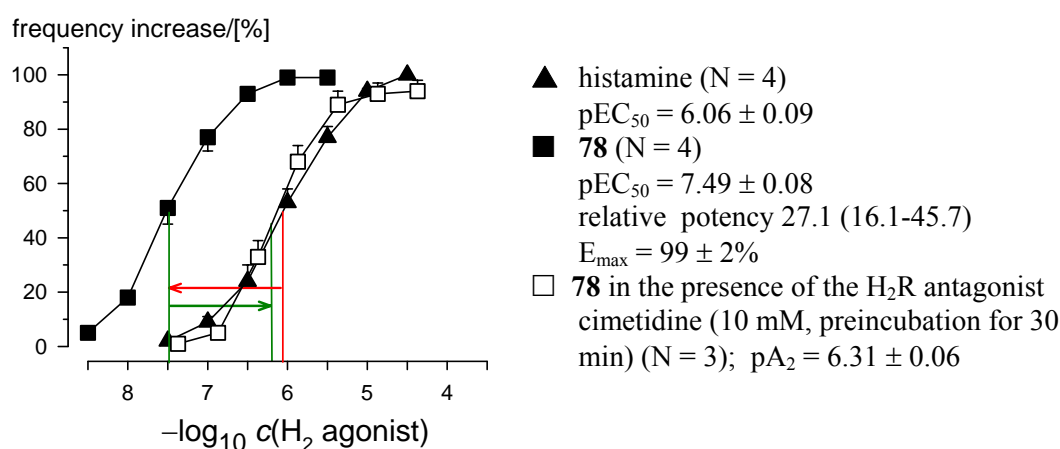 frequency increase/[%]
100
80
60
40
20
0
8 7 6 5 4
−log₁₀ c(H₂ agonist)
▲ histamine (N = 4)
pEC₅₀ = 6.06 ± 0.09
■ 78 (N = 4)
pEC₅₀ = 7.49 ± 0.08
relative potency 27.1 (16.1-45.7)
Eₘₐₓ = 99 ± 2%
□ 78 in the presence of the H₂R antagonist
cimetidine (10 mM, preincubation for 30
min) (N = 3); pA₂ = 6.31 ± 0.06